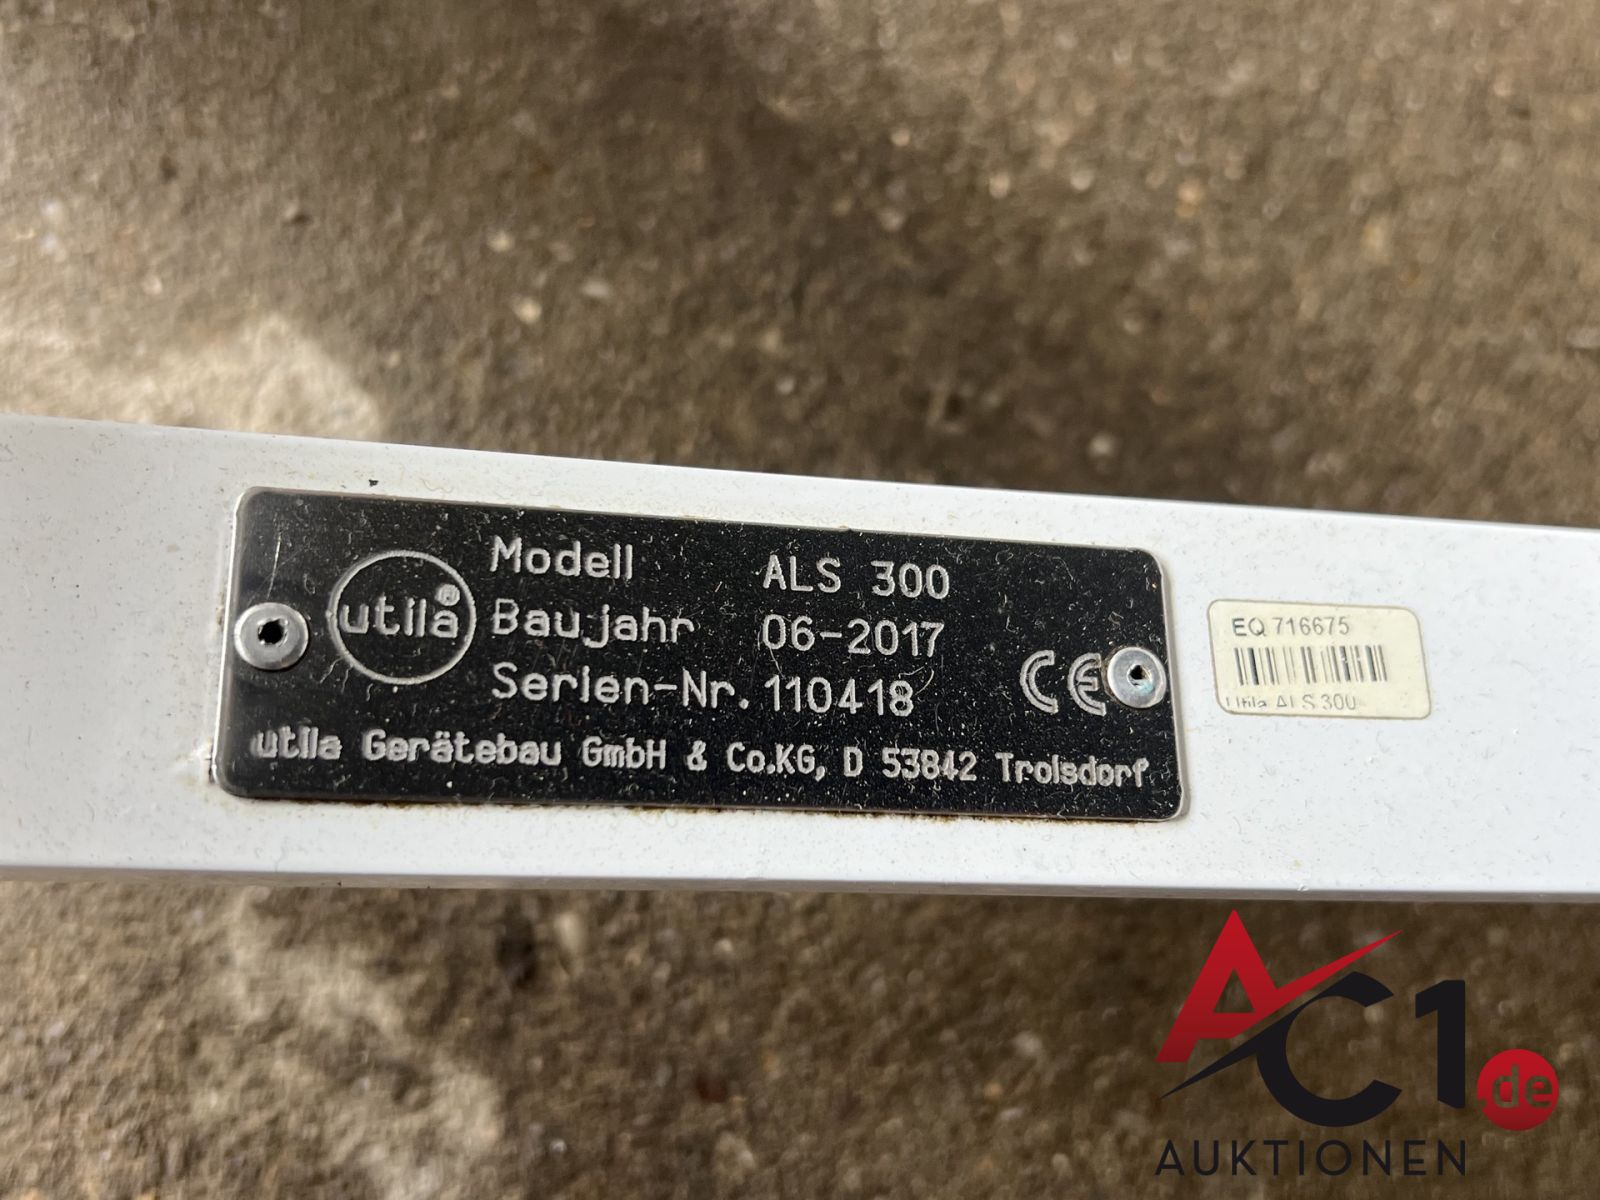 utila®
Modell ALS 300
Baujahr 06-2017
Serien-Nr. 110418
CE
utila Gerätebau GmbH & Co.KG, D 53842 Troisdorf
EQ 716675
Utila ALS 300
AC1.de
AUKTIONEN